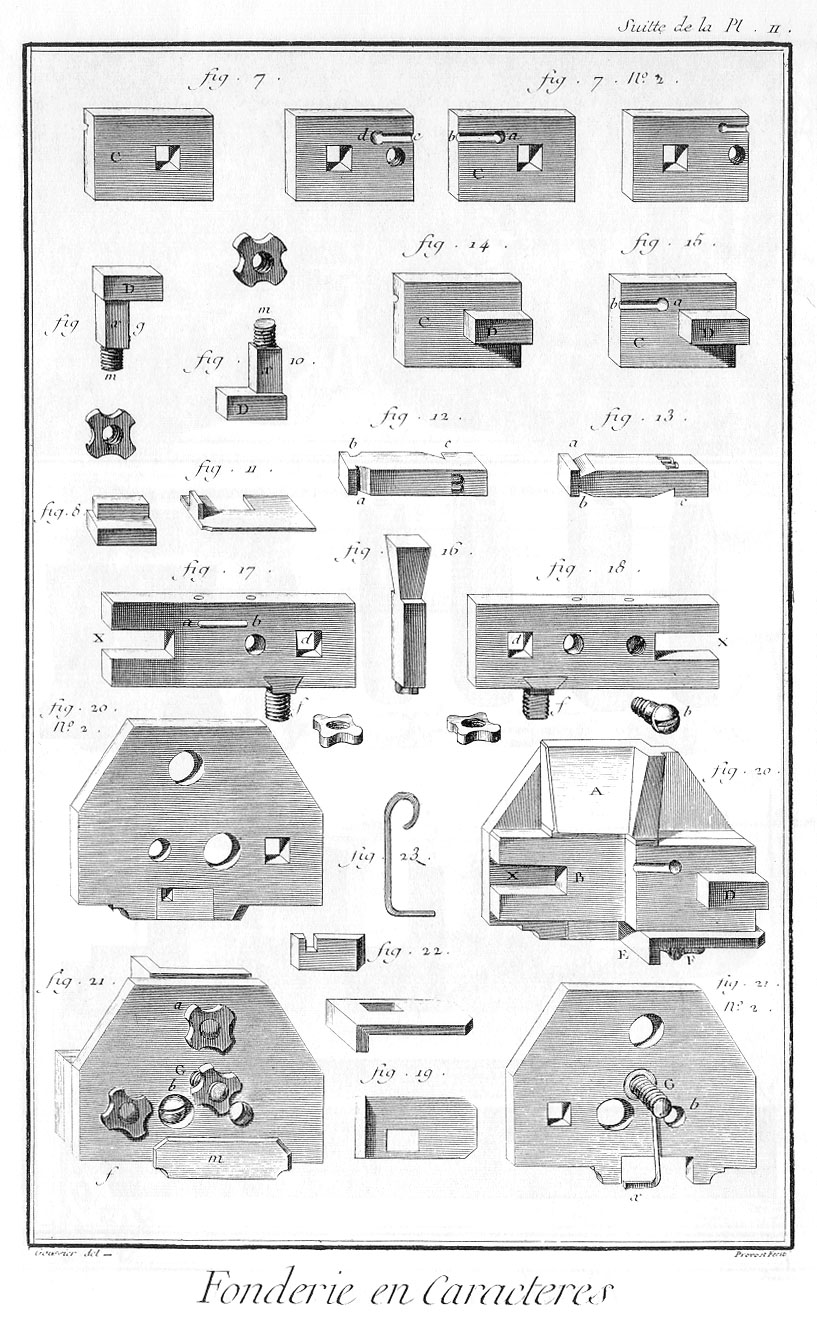 Suitte de la Pl . II .
fig . 7 .
fig . 7 . N.º 2 .
C
d c
b a
C
fig . 14 .
fig . 15 .
D
fig 9
x
m
m
fig . 10 .
x
D
C
D
b a
C
D
fig . 12 .
fig . 13 .
b c
a
a
b c
fig . 8 .
fig . 11 .
fig . 16 .
fig . 17 .
fig . 18 .
a b
X
d
f
d
X
f
b
fig . 20 .
N.º 2 .
fig . 20 .
A
fig . 23 .
X B
D
E F
fig . 22 .
fig . 21 .
fig . 21 .
N.º 2 .
a
G
b
G
b
fig . 19 .
m
f
x
Goussier del
Prevost Fecit
Fonderie en Caracteres